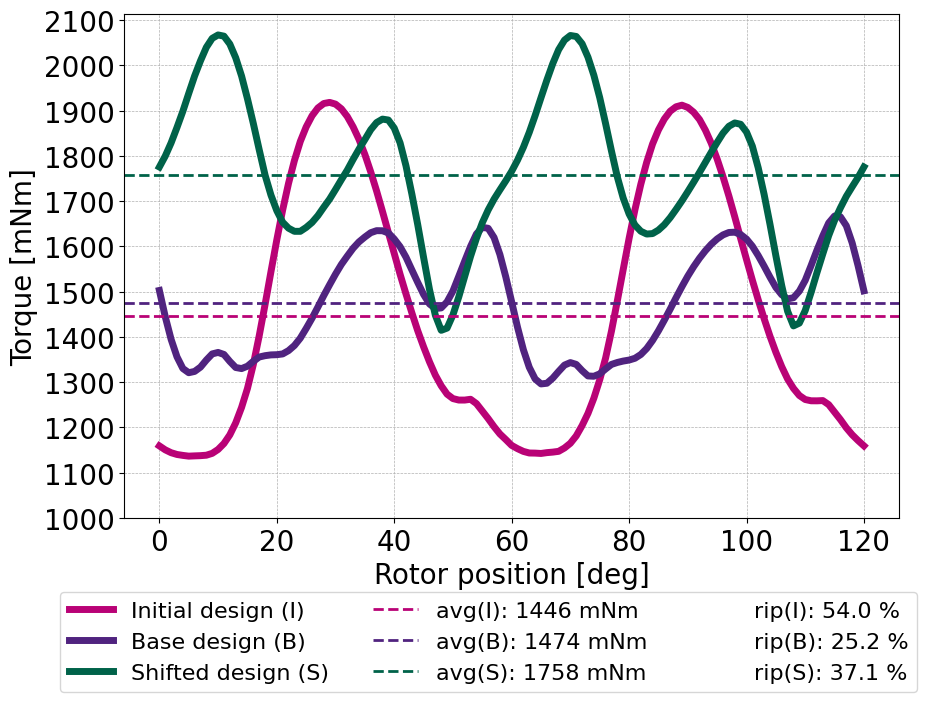 2100
2000
1900
1800
1700
1600
1500
1400
1300
1200
1100
1000
Torque [mNm]
0 20 40 60 80 100 120
Rotor position [deg]
Initial design (I) avg(I): 1446 mNm rip(I): 54.0 %
Base design (B) avg(B): 1474 mNm rip(B): 25.2 %
Shifted design (S) avg(S): 1758 mNm rip(S): 37.1 %